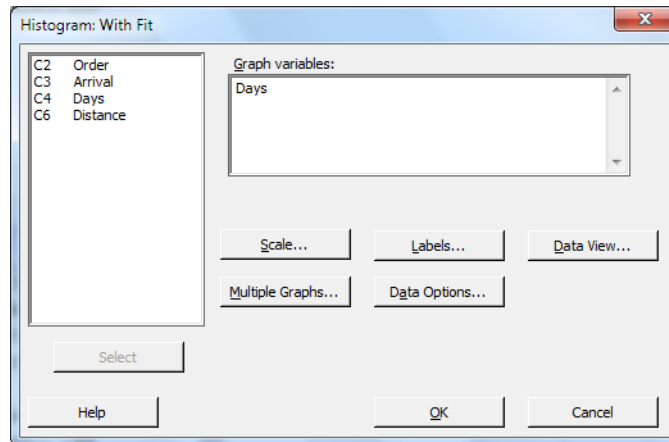 Histogram: With Fit
x
C2 Order
C3 Arrival
C4 Days
C6 Distance
Graph variables:
Days
Scale...
Labels...
Data View...
Multiple Graphs...
Data Options...
Select
Help
OK
Cancel